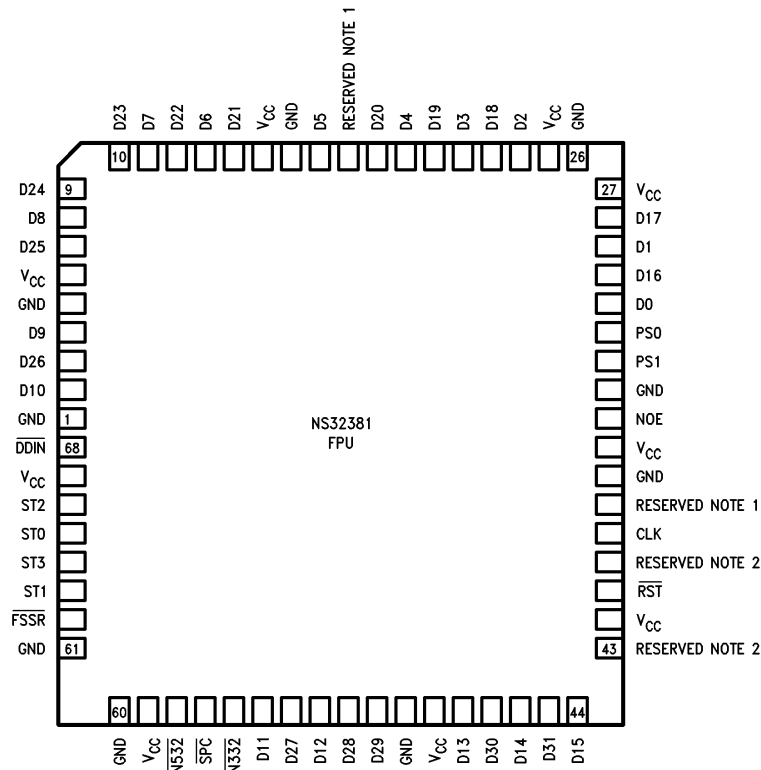 D23
D7
D22
D6
D21
VCC
GND
D5
RESERVED NOTE 1
D20
D4
D19
D3
D18
D2
VCC
GND
10
26
D24
9
D8
D25
VCC
GND
D9
D26
D10
GND
1
DDIN
68
VCC
ST2
ST0
ST3
ST1
FSSR
GND
61
NS32381
FPU
27
VCC
D17
D1
D16
D0
PS0
PS1
GND
NOE
VCC
GND
RESERVED NOTE 1
CLK
RESERVED NOTE 2
RST
VCC
43
RESERVED NOTE 2
60
44
GND
VCC
N532
SPC
N332
D11
D27
D12
D28
D29
GND
VCC
D13
D30
D14
D31
D15